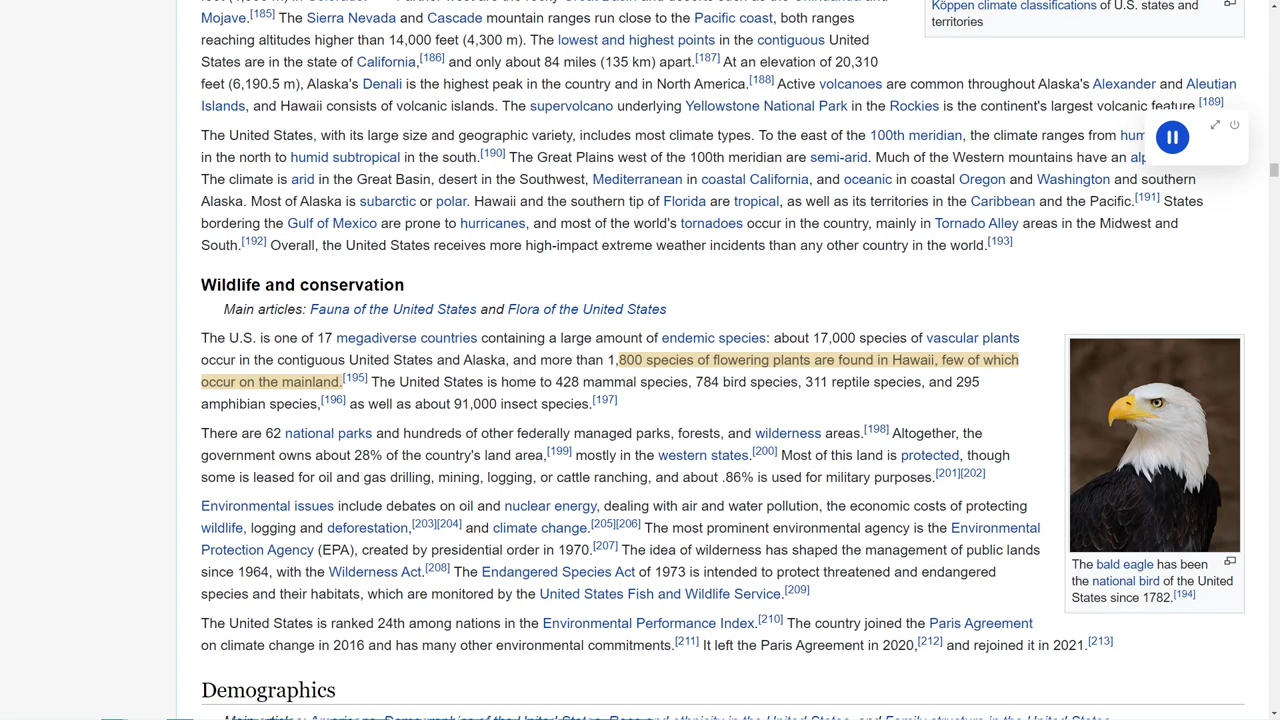 Köppen climate classifications of U.S. states and
territories
Mojave.[185] The Sierra Nevada and Cascade mountain ranges run close to the Pacific coast, both ranges
reaching altitudes higher than 14,000 feet (4,300 m). The lowest and highest points in the contiguous United
States are in the state of California,[186] and only about 84 miles (135 km) apart.[187] At an elevation of 20,310
feet (6,190.5 m), Alaska's Denali is the highest peak in the country and in North America.[188] Active volcanoes are common throughout Alaska's Alexander and Aleutian
Islands, and Hawaii consists of volcanic islands. The supervolcano underlying Yellowstone National Park in the Rockies is the continent's largest volcanic feature.[189]
The United States, with its large size and geographic variety, includes most climate types. To the east of the 100th meridian, the climate ranges from hum
in the north to humid subtropical in the south.[190] The Great Plains west of the 100th meridian are semi-arid. Much of the Western mountains have an alp
The climate is arid in the Great Basin, desert in the Southwest, Mediterranean in coastal California, and oceanic in coastal Oregon and Washington and southern
Alaska. Most of Alaska is subarctic or polar. Hawaii and the southern tip of Florida are tropical, as well as its territories in the Caribbean and the Pacific.[191] States
bordering the Gulf of Mexico are prone to hurricanes, and most of the world's tornadoes occur in the country, mainly in Tornado Alley areas in the Midwest and
South.[192] Overall, the United States receives more high-impact extreme weather incidents than any other country in the world.[193]
Wildlife and conservation
Main articles: Fauna of the United States and Flora of the United States
The U.S. is one of 17 megadiverse countries containing a large amount of endemic species: about 17,000 species of vascular plants
occur in the contiguous United States and Alaska, and more than 1,800 species of flowering plants are found in Hawaii, few of which
occur on the mainland.[195] The United States is home to 428 mammal species, 784 bird species, 311 reptile species, and 295
amphibian species,[196] as well as about 91,000 insect species.[197]
There are 62 national parks and hundreds of other federally managed parks, forests, and wilderness areas.[198] Altogether, the
government owns about 28% of the country's land area,[199] mostly in the western states.[200] Most of this land is protected, though
some is leased for oil and gas drilling, mining, logging, or cattle ranching, and about .86% is used for military purposes.[201][202]
Environmental issues include debates on oil and nuclear energy, dealing with air and water pollution, the economic costs of protecting
wildlife, logging and deforestation,[203][204] and climate change.[205][206] The most prominent environmental agency is the Environmental
Protection Agency (EPA), created by presidential order in 1970.[207] The idea of wilderness has shaped the management of public lands
since 1964, with the Wilderness Act.[208] The Endangered Species Act of 1973 is intended to protect threatened and endangered
species and their habitats, which are monitored by the United States Fish and Wildlife Service.[209]
The United States is ranked 24th among nations in the Environmental Performance Index.[210] The country joined the Paris Agreement
on climate change in 2016 and has many other environmental commitments.[211] It left the Paris Agreement in 2020,[212] and rejoined it in 2021.[213]
The bald eagle has been
the national bird of the United
States since 1782.[194]
Demographics
Main articles: Americans, Demographics of the United States, Race and ethnicity in the United States, and Family structure in the United States